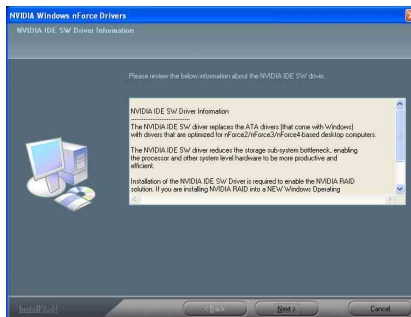 NVIDIA Windows nForce Drivers
NVIDIA IDE SW Driver Information
Please review the below information about the NVIDIA IDE SW driver.
NVIDIA IDE SW Driver Information
--------------------------------
The NVIDIA IDE SW driver replaces the ATA drivers (that come with Windows)
with drivers that are optimized for nForce2/nForce3/nForce4-based desktop computers.
The NVIDIA IDE SW driver reduces the storage sub-system bottleneck, enabling
the processor and other system level hardware to be more productive and
efficient.
Installation of the NVIDIA IDE SW Driver is required to enable the NVIDIA RAID
solution. If you are installing NVIDIA RAID into a NEW Windows Operating
InstallShield
< Back
Next >
Cancel